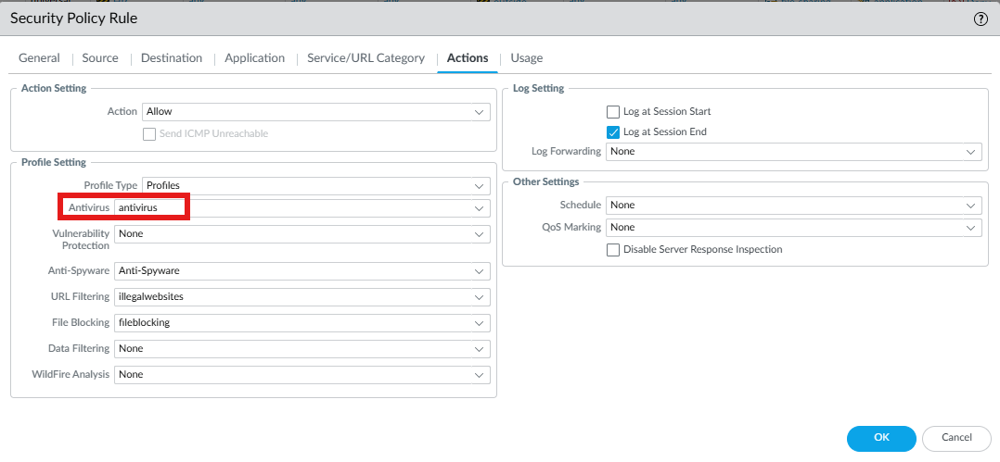 Security Policy Rule
General
Source
Destination
Application
Service/URL Category
Actions
Usage
Action Setting
Action Allow
Send ICMP Unreachable
Profile Setting
Profile Type Profiles
Antivirus antivirus
Vulnerability None
Protection
Anti-Spyware Anti-Spyware
URL Filtering illegalwebsites
File Blocking fileblocking
Data Filtering None
WildFire Analysis None
Log Setting
Log at Session Start
Log at Session End
Log Forwarding None
Other Settings
Schedule None
QoS Marking None
Disable Server Response Inspection
OK
Cancel